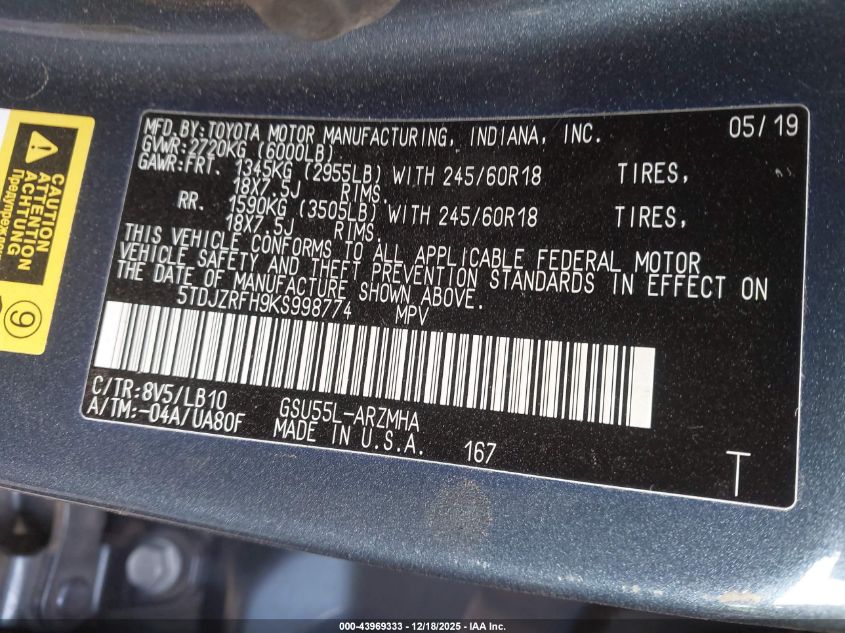 MFD. BY: TOYOTA MOTOR MANUFACTURING, INDIANA, INC. 05/19
GVWR: 2720KG (6000LB)
GAWR: FRT. 1345KG (2955LB) WITH 245/60R18 TIRES,
18X7.5J RIMS.
RR. 1590KG (3505LB) WITH 245/60R18 TIRES,
18X7.5J RIMS.
THIS VEHICLE CONFORMS TO ALL APPLICABLE FEDERAL MOTOR
VEHICLE SAFETY AND THEFT PREVENTION STANDARDS IN EFFECT ON
THE DATE OF MANUFACTURE SHOWN ABOVE.
5TDJZRFH9KS998774 MPV
C/TR: 8V5/LB10 GSU55L-ARZMHA
A/TM: -04A/UA80F MADE IN U.S.A. 167
T
CAUTION
ATTENTION
ACHTUNG
9
000-43969333 - 12/18/2025 - IAA Inc.